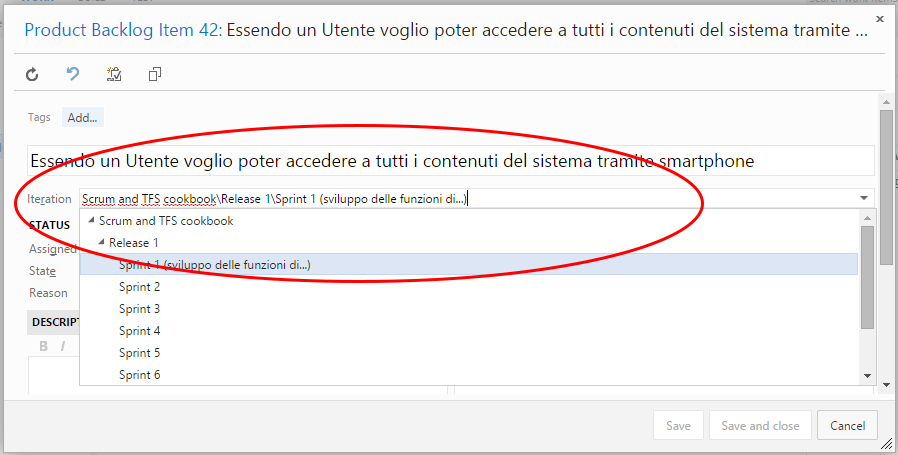 Product Backlog Item 42: Essendo un Utente voglio poter accedere a tutti i contenuti del sistema tramite ...
Tags Add...
Essendo un Utente voglio poter accedere a tutti i contenuti del sistema tramite smartphone
Iteration Scrum and TFS cookbook\Release 1\Sprint 1 (sviluppo delle funzioni di...)
STATUS
Scrum and TFS cookbook
Assigned
Release 1
State
Sprint 1 (sviluppo delle funzioni di...)
Reason
Sprint 2
Sprint 3
DESCRIPT
Sprint 4
B I
Sprint 5
Sprint 6
Save Save and close Cancel